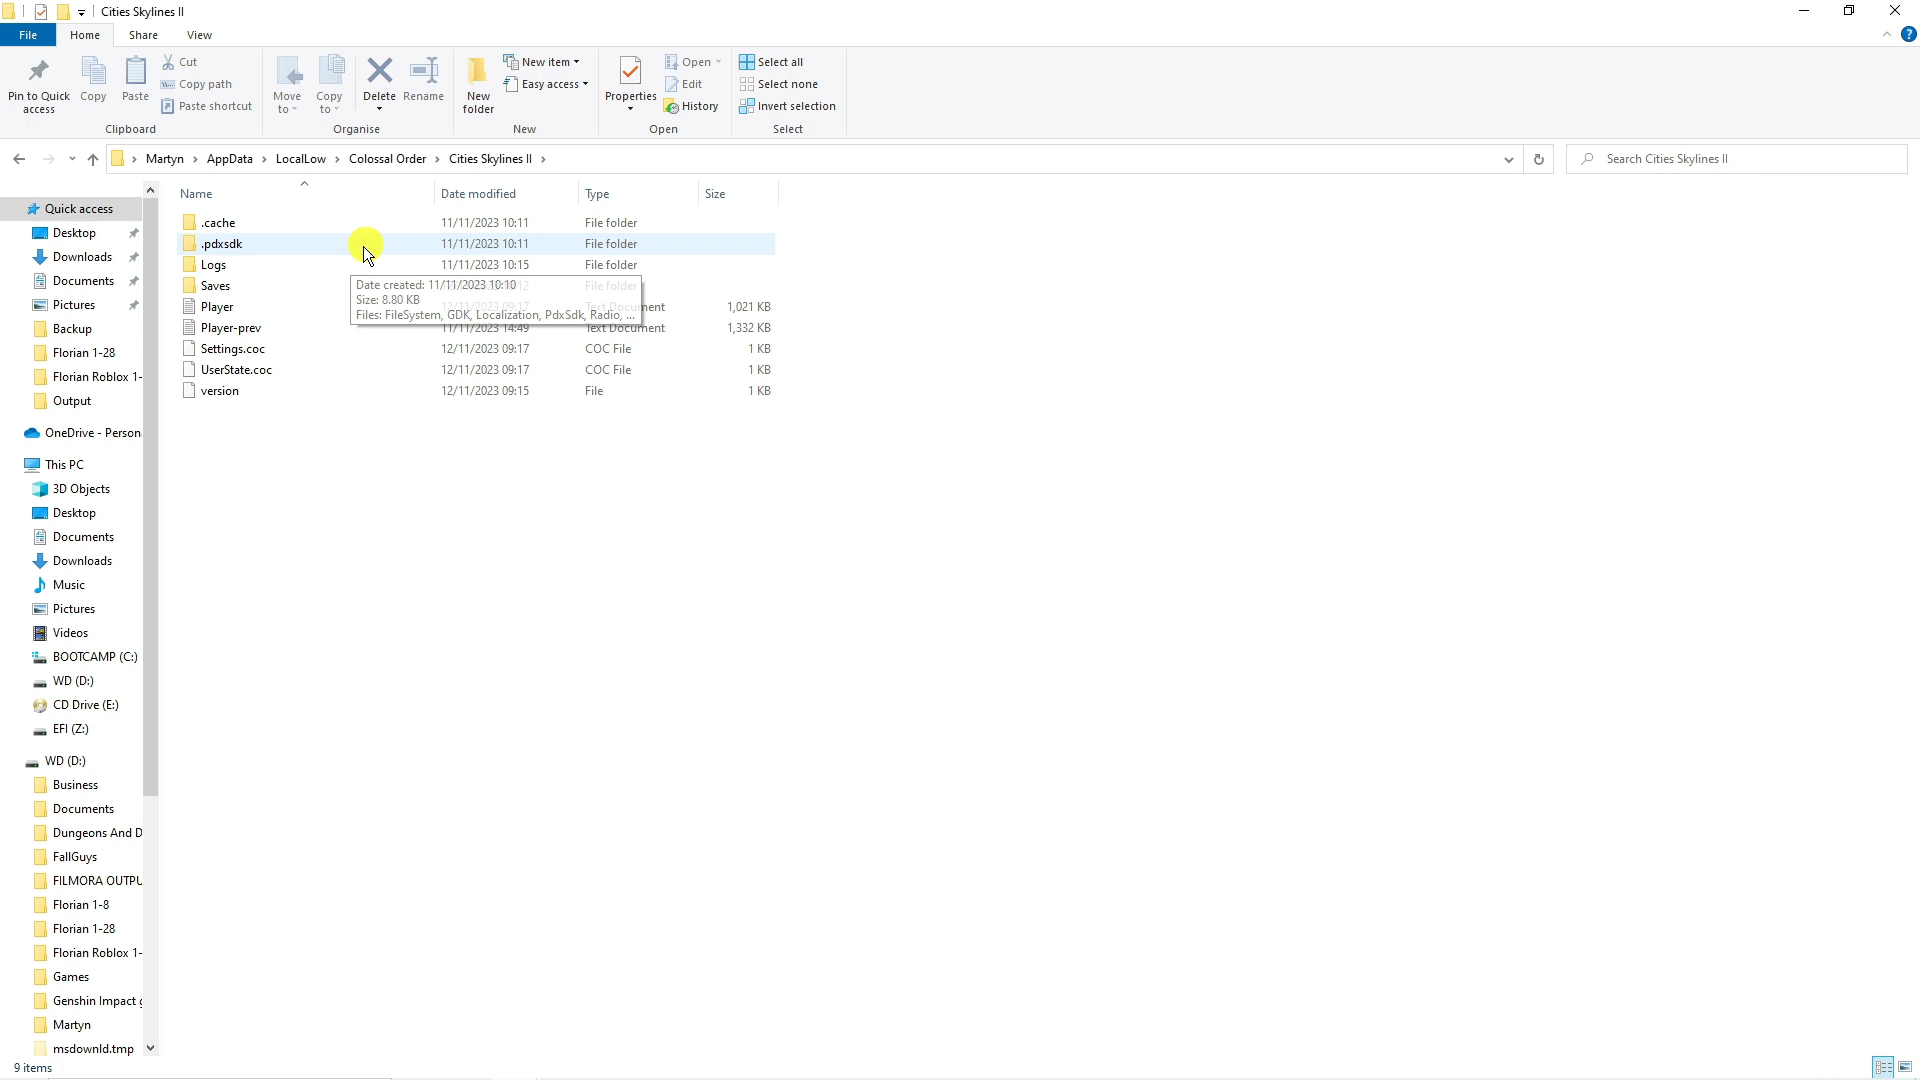 Cities Skylines II
File Home Share View
Pin to Quick access
Copy
Paste
Cut
Copy path
Paste shortcut
Clipboard
Move to
Copy to
Delete
Rename
Organise
New folder
New item
Easy access
New
Properties
Open
Edit
History
Open
Select all
Select none
Invert selection
Select
Martyn › AppData › LocalLow › Colossal Order › Cities Skylines II ›
Search Cities Skylines II
Name Date modified Type Size
.cache 11/11/2023 10:11 File folder
.pdxsdk 11/11/2023 10:11 File folder
Logs 11/11/2023 10:15 File folder
Saves File folder
Player 1,021 KB
Player-prev 11/11/2023 14:49 Text Document 1,332 KB
Settings.coc 12/11/2023 09:17 COC File 1 KB
UserState.coc 12/11/2023 09:17 COC File 1 KB
version 12/11/2023 09:15 File 1 KB
Date created: 11/11/2023 10:10
Size: 8.80 KB
Files: FileSystem, GDK, Localization, PdxSdk, Radio, ...
Quick access
Desktop
Downloads
Documents
Pictures
Backup
Florian 1-28
Florian Roblox 1-
Output
OneDrive - Person
This PC
3D Objects
Desktop
Documents
Downloads
Music
Pictures
Videos
BOOTCAMP (C:)
WD (D:)
CD Drive (E:)
EFI (Z:)
WD (D:)
Business
Documents
Dungeons And D
FallGuys
FILMORA OUTPU
Florian 1-8
Florian 1-28
Florian Roblox 1-
Games
Genshin Impact g
Martyn
msdownld.tmp
9 items